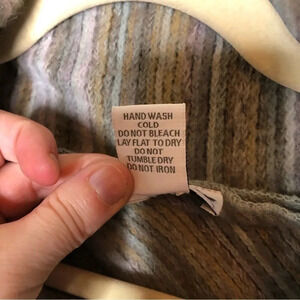 HAND WASH
COLD
DO NOT BLEACH
LAY FLAT TO DRY
DO NOT
TUMBLE DRY
DO NOT IRON